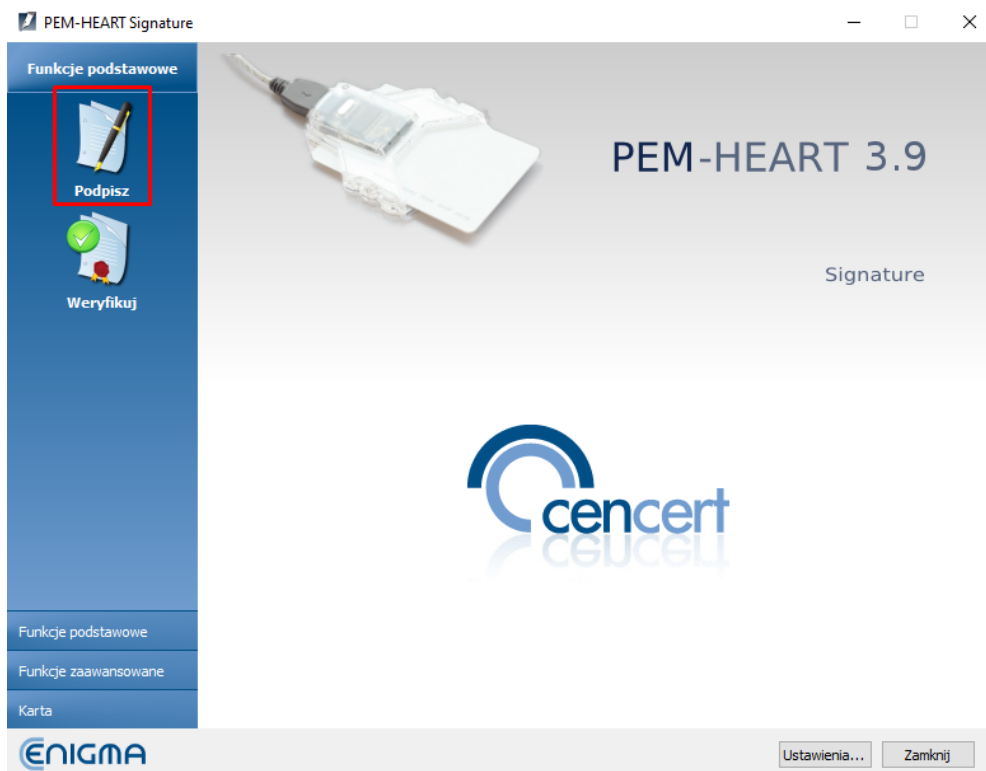 PEM-HEART Signature
Funkcje podstawowe
Podpisz
Weryfikuj
PEM-HEART 3.9
Signature
cencert
Funkcje podstawowe
Funkcje zaawansowane
Karta
ENIGMA
Ustawienia...
Zamknij